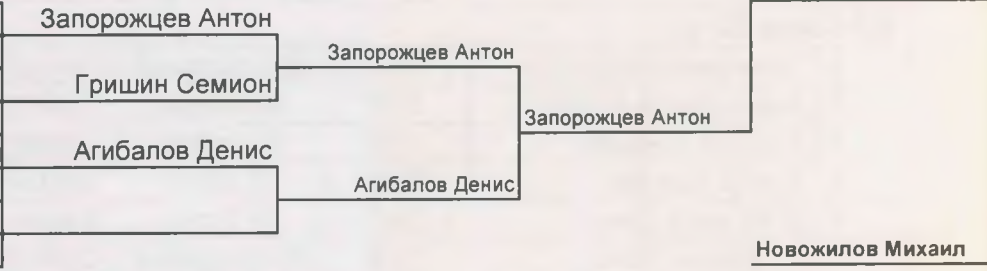 Запорожцев Антон
Запорожцев Антон
Гришин Семион
Запорожцев Антон
Агибалов Денис
Агибалов Денис
Новожилов Михаил